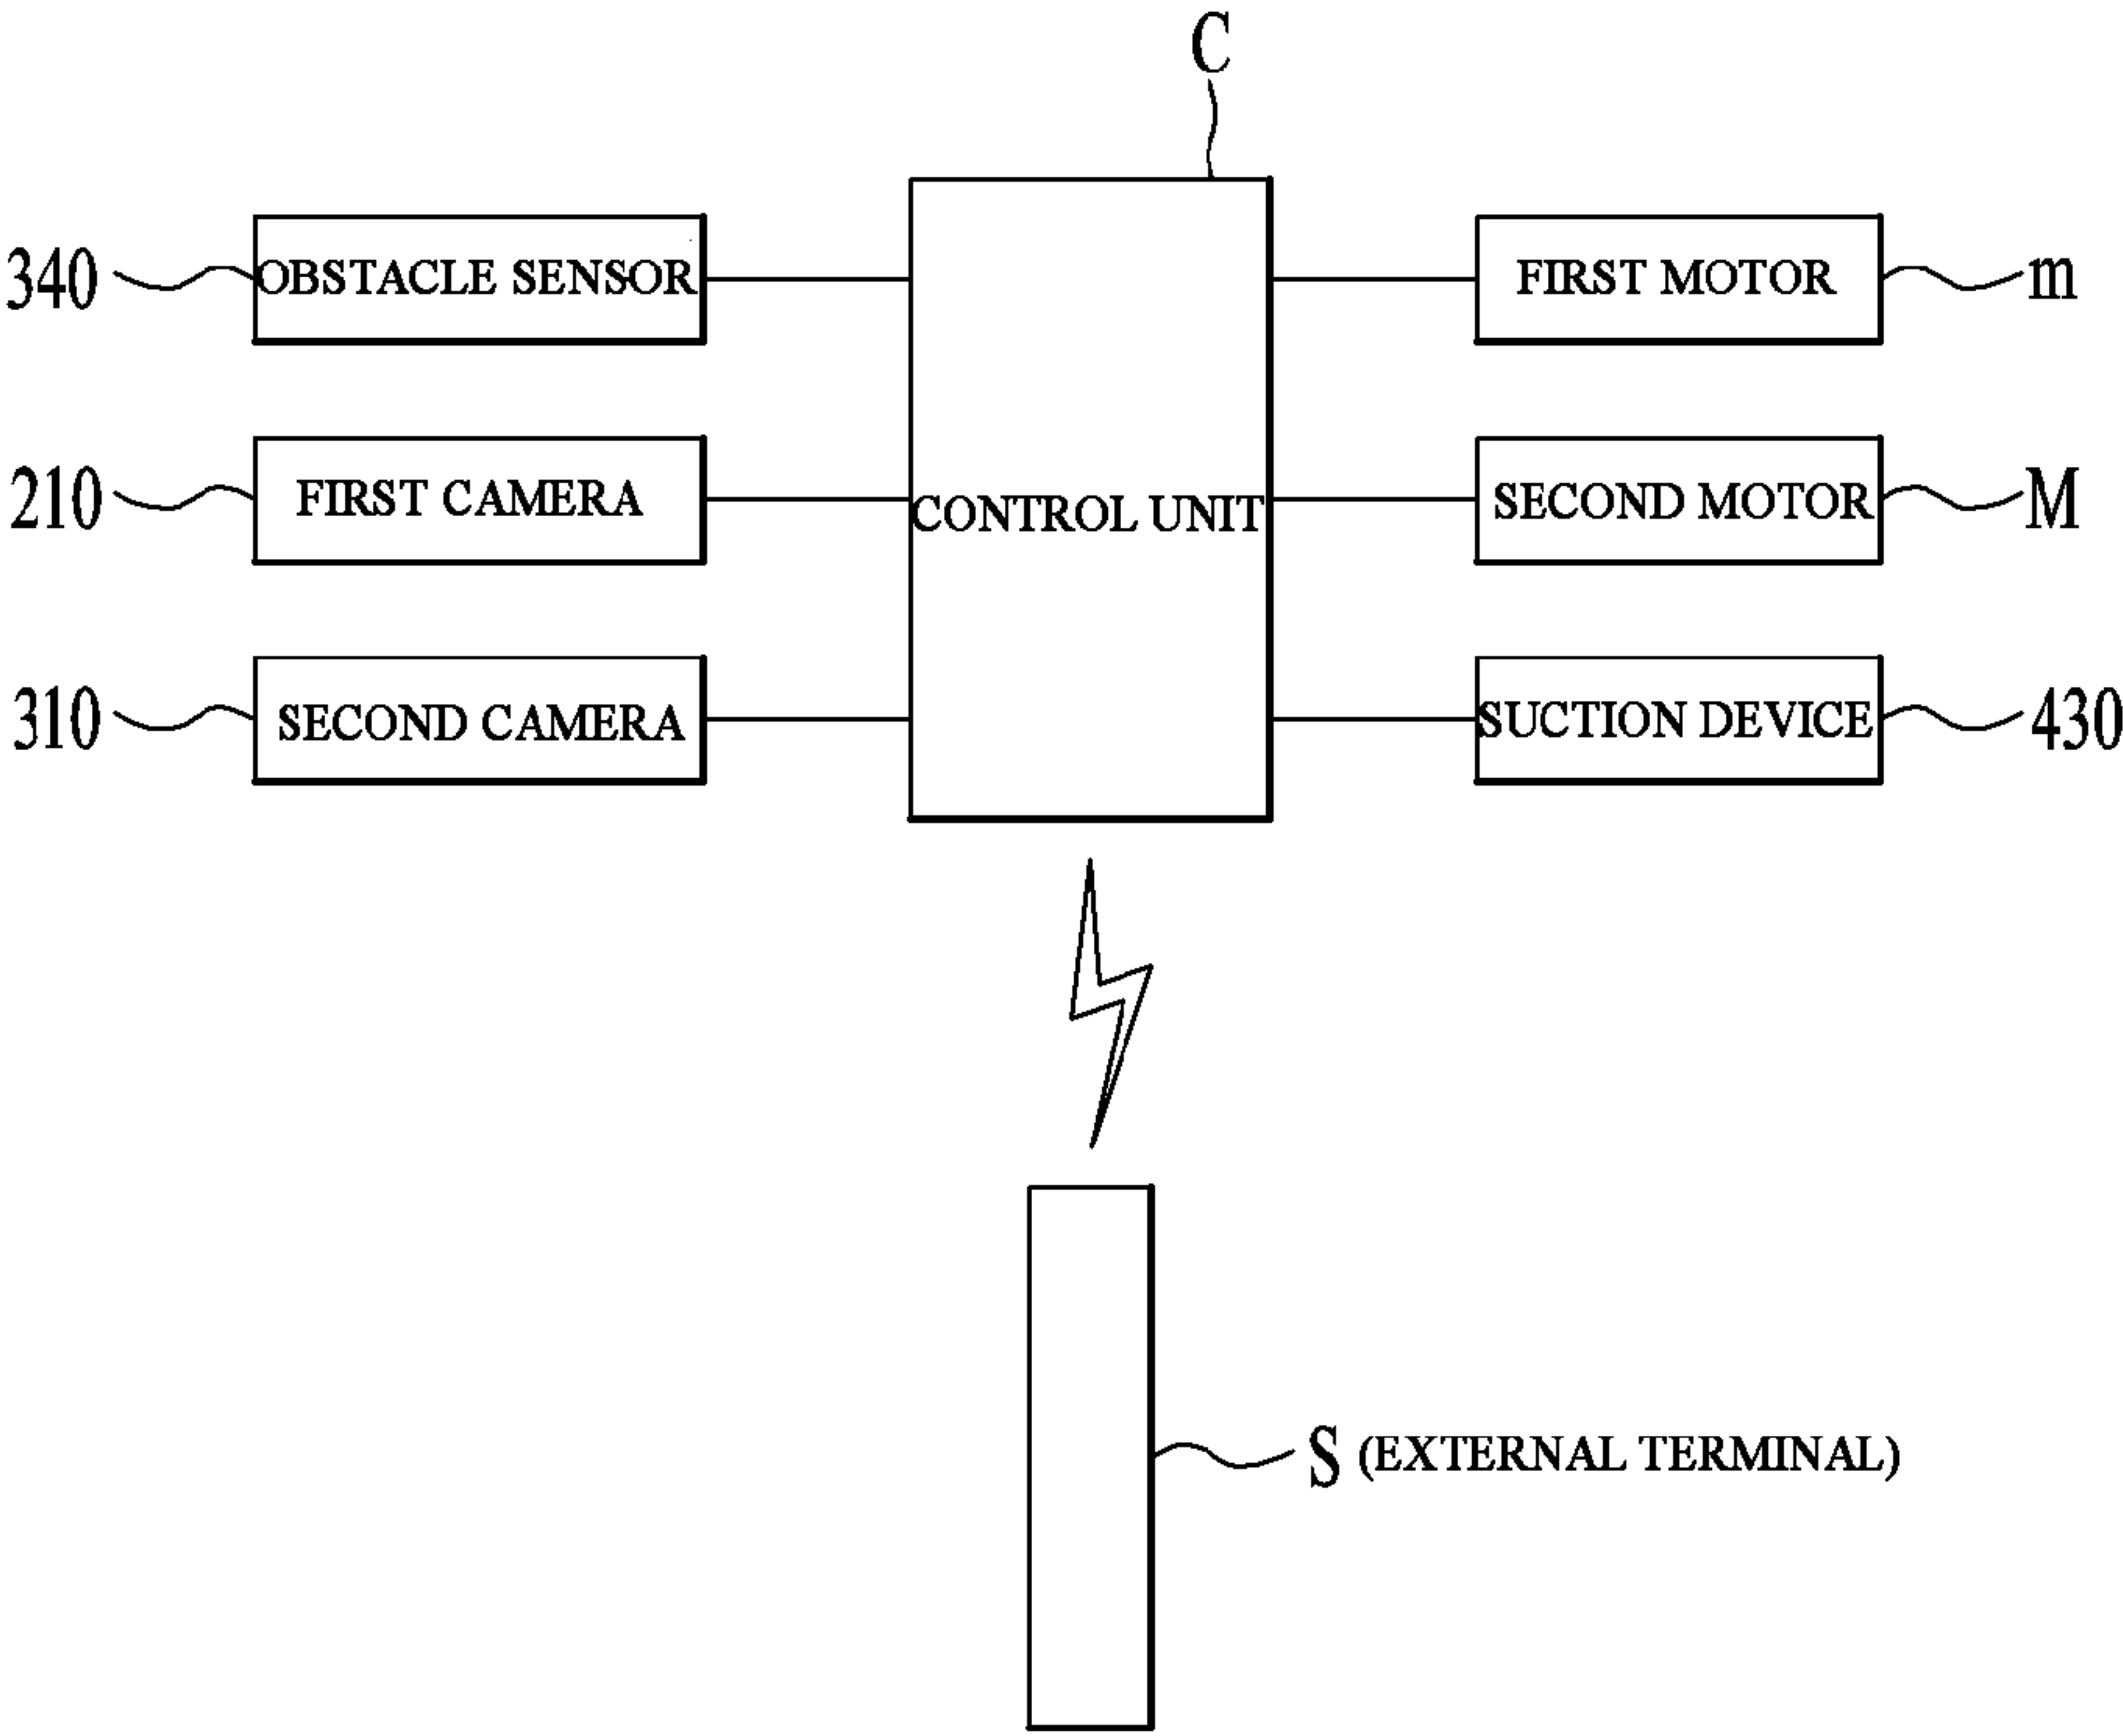 C
340 OBSTACLE SENSOR FIRST MOTOR m
210 FIRST CAMERA CONTROL UNIT SECOND MOTOR M
310 SECOND CAMERA SUCTION DEVICE 430
S (EXTERNAL TERMINAL)